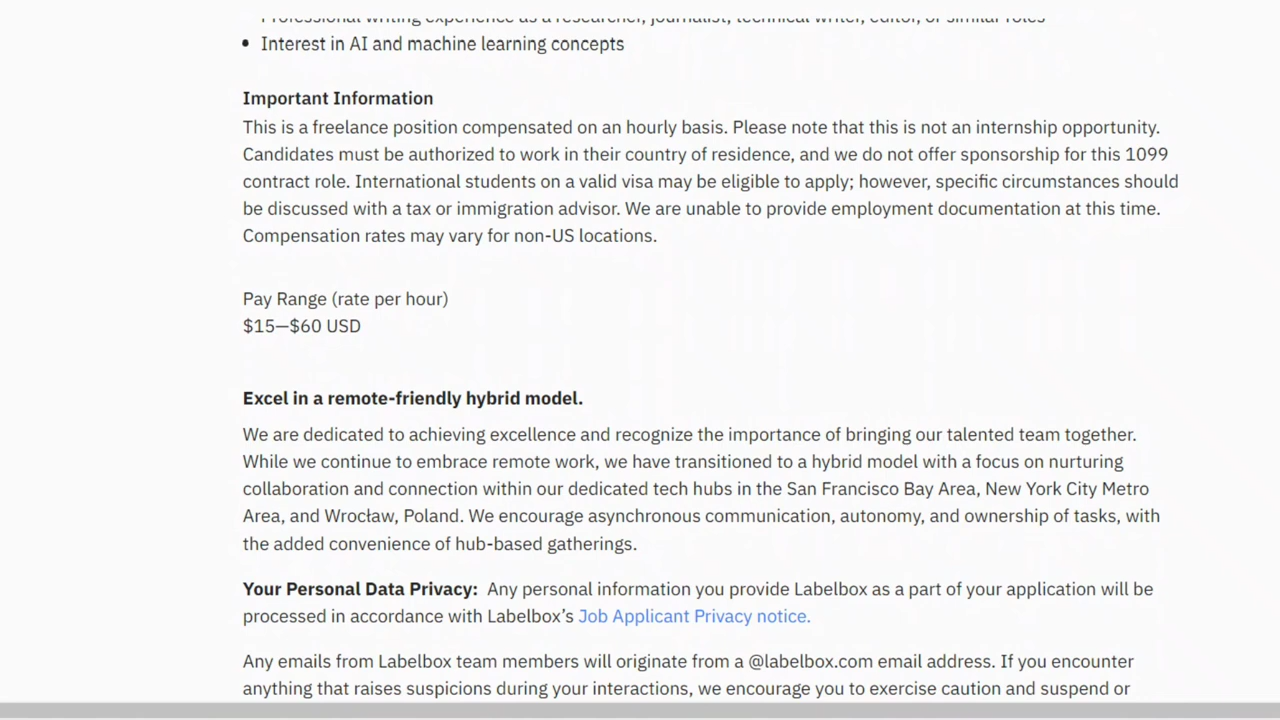 Professional writing experience as a researcher, journalist, technical writer, editor, or similar roles
• Interest in AI and machine learning concepts
Important Information
This is a freelance position compensated on an hourly basis. Please note that this is not an internship opportunity.
Candidates must be authorized to work in their country of residence, and we do not offer sponsorship for this 1099
contract role. International students on a valid visa may be eligible to apply; however, specific circumstances should
be discussed with a tax or immigration advisor. We are unable to provide employment documentation at this time.
Compensation rates may vary for non-US locations.
Pay Range (rate per hour)
$15—$60 USD
Excel in a remote-friendly hybrid model.
We are dedicated to achieving excellence and recognize the importance of bringing our talented team together.
While we continue to embrace remote work, we have transitioned to a hybrid model with a focus on nurturing
collaboration and connection within our dedicated tech hubs in the San Francisco Bay Area, New York City Metro
Area, and Wrocław, Poland. We encourage asynchronous communication, autonomy, and ownership of tasks, with
the added convenience of hub-based gatherings.
Your Personal Data Privacy: Any personal information you provide Labelbox as a part of your application will be
processed in accordance with Labelbox’s Job Applicant Privacy notice.
Any emails from Labelbox team members will originate from a @labelbox.com email address. If you encounter
anything that raises suspicions during your interactions, we encourage you to exercise caution and suspend or